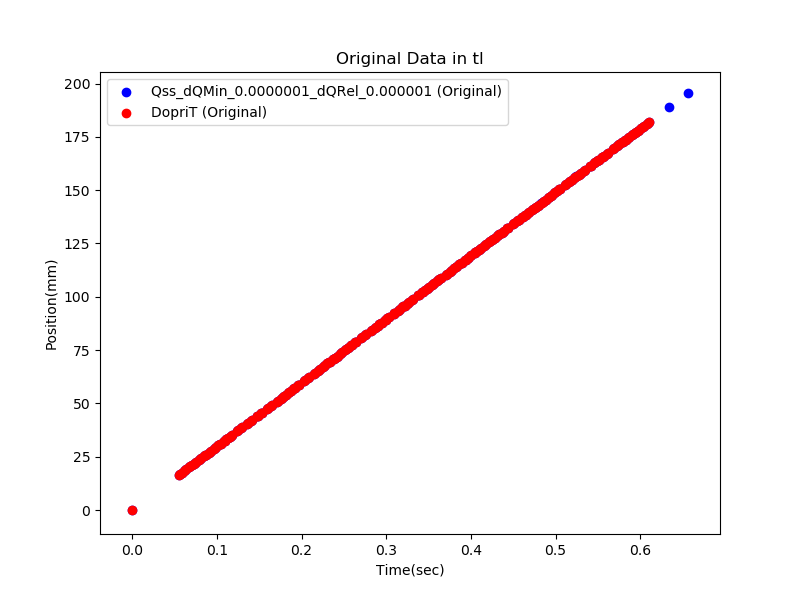 Original Data in tl
Qss_dQMin_0.0000001_dQRel_0.000001 (Original)
DopriT (Original)
200
175
150
125
100
75
50
25
0
Position(mm)
0.0 0.1 0.2 0.3 0.4 0.5 0.6
Time(sec)